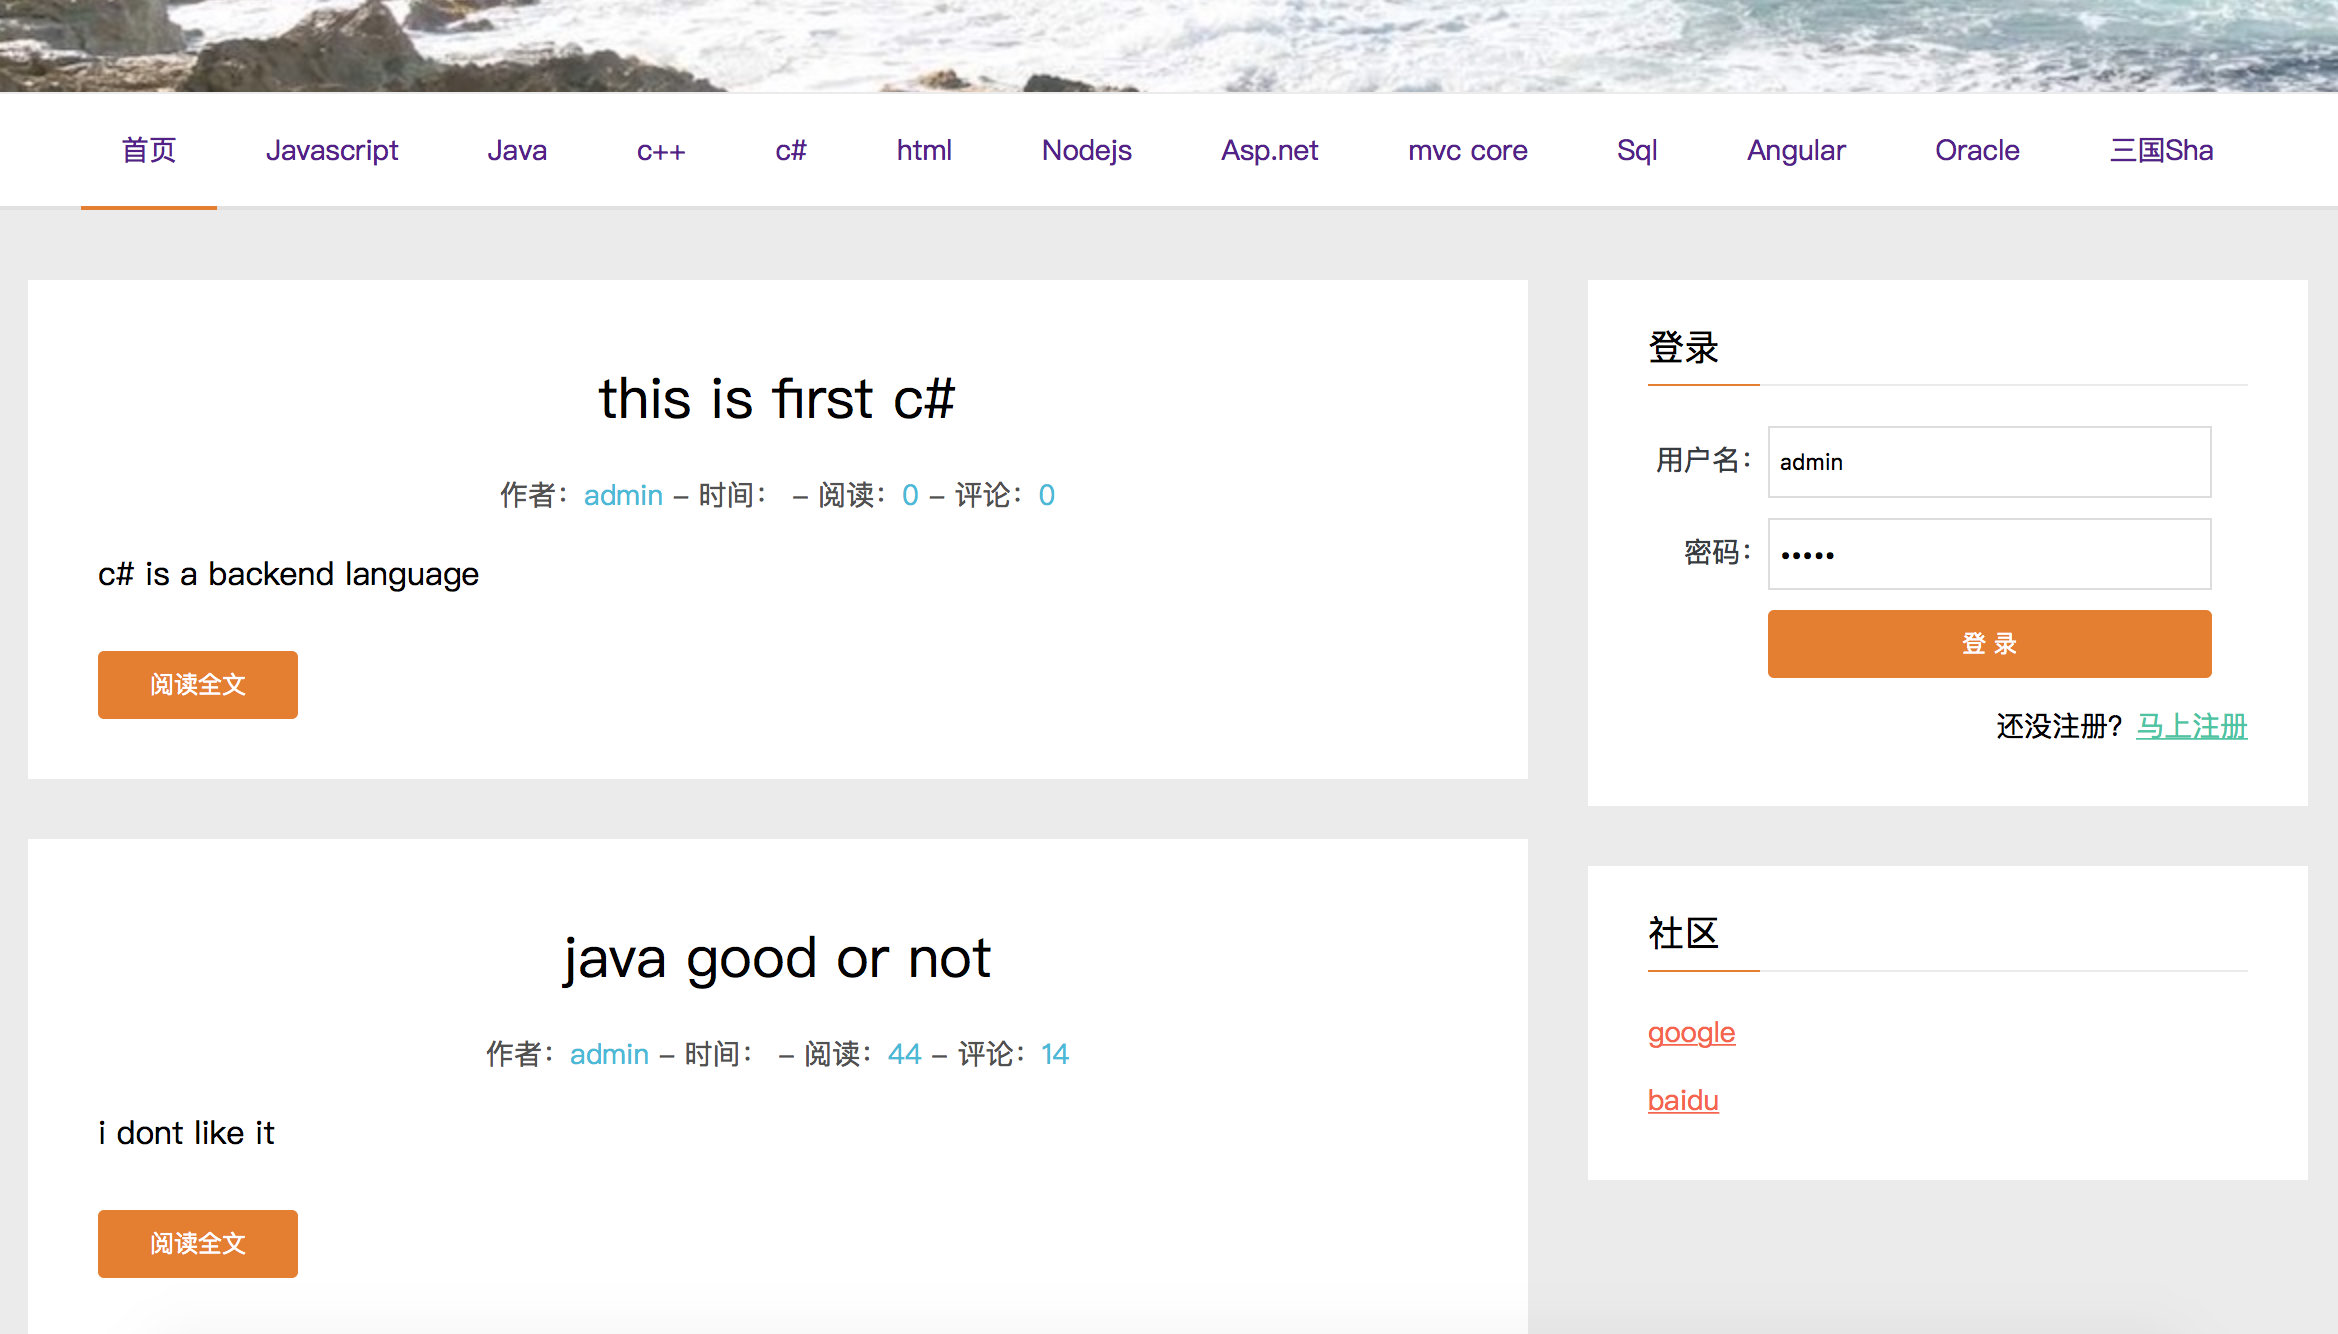 首页 Javascript Java c++ c# html Nodejs Asp.net mvc core Sql Angular Oracle 三国Sha
this is first c#
作者：admin – 时间： – 阅读：0 – 评论：0
c# is a backend language
阅读全文
java good or not
作者：admin – 时间： – 阅读：44 – 评论：14
i dont like it
阅读全文
登录
用户名： admin
密码： •••••
登 录
还没注册？ 马上注册
社区
google
baidu